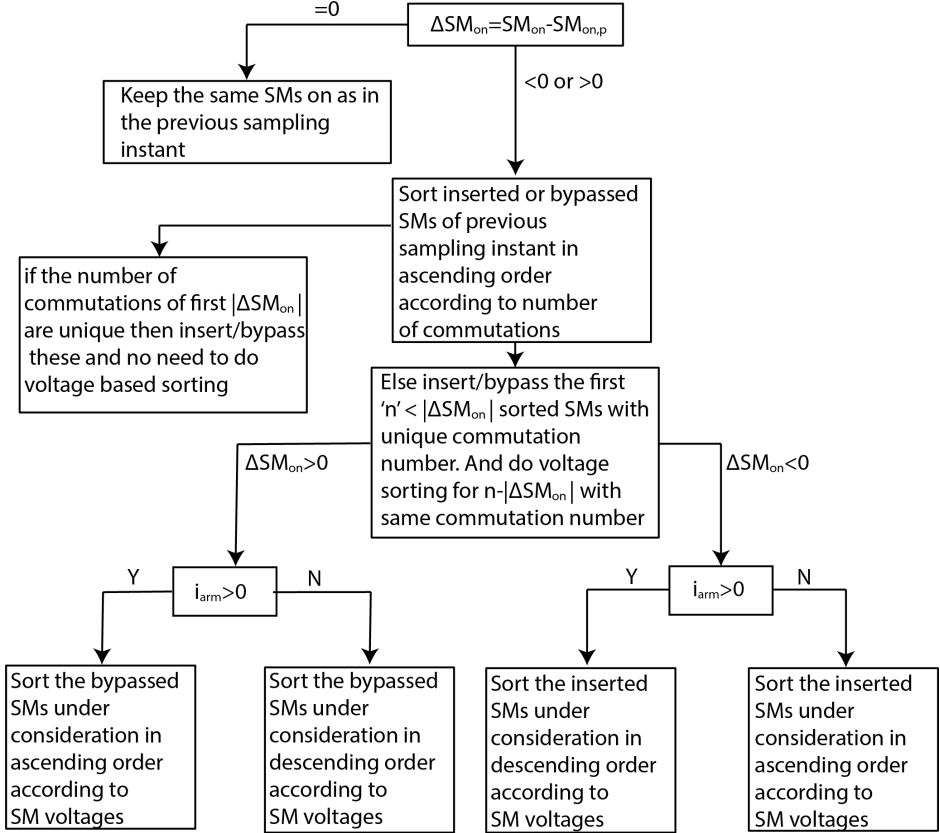 =0
ΔSMon=SMon-SMon,p
<0 or >0
Keep the same SMs on as in
the previous sampling
instant
Sort inserted or bypassed
SMs of previous
sampling instant in
ascending order
according to number
of commutations
if the number of
commutations of first |ΔSMon|
are unique then insert/bypass
these and no need to do
voltage based sorting
Else insert/bypass the first
‘n’ < |ΔSMon| sorted SMs with
unique commutation
number. And do voltage
sorting for n-|ΔSMon| with
same commutation number
ΔSMon>0
ΔSMon<0
Y
iarm>0
N
Y
iarm>0
N
Sort the bypassed
SMs under
consideration in
ascending order
according to
SM voltages
Sort the bypassed
SMs under
consideration in
descending order
according to
SM voltages
Sort the inserted
SMs under
consideration in
descending order
according to
SM voltages
Sort the inserted
SMs under
consideration in
ascending order
according to
SM voltages